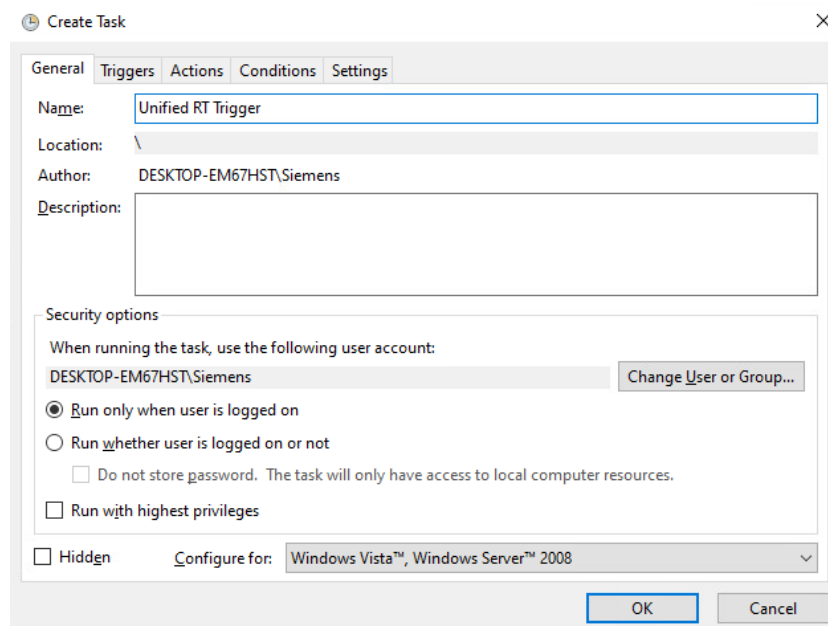 Create Task
General Triggers Actions Conditions Settings
Name: Unified RT Trigger
Location: \
Author: DESKTOP-EM67HST\Siemens
Description:
Security options
When running the task, use the following user account:
DESKTOP-EM67HST\Siemens Change User or Group...
Run only when user is logged on
Run whether user is logged on or not
Do not store password. The task will only have access to local computer resources.
Run with highest privileges
Hidden Configure for: Windows Vista™, Windows Server™ 2008
OK Cancel